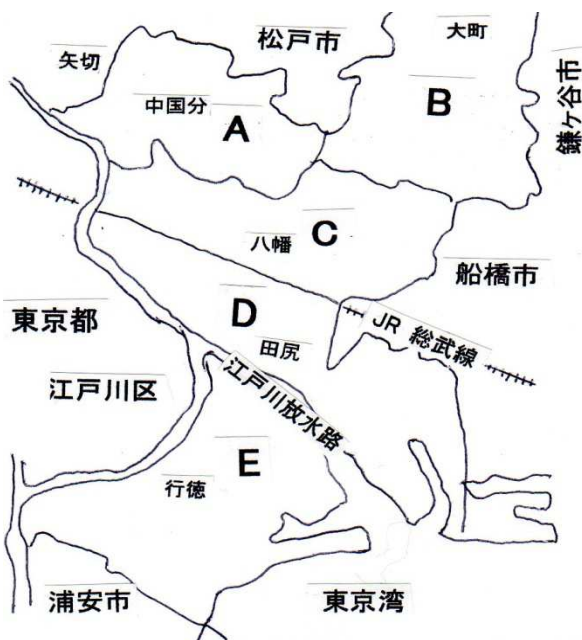 松戸市
大町
矢切
鎌ヶ谷市
中国分
A
B
八幡
C
船橋市
東京都
D
JR 総武線
田尻
江戸川区
江戸川放水路
E
行徳
浦安市
東京湾